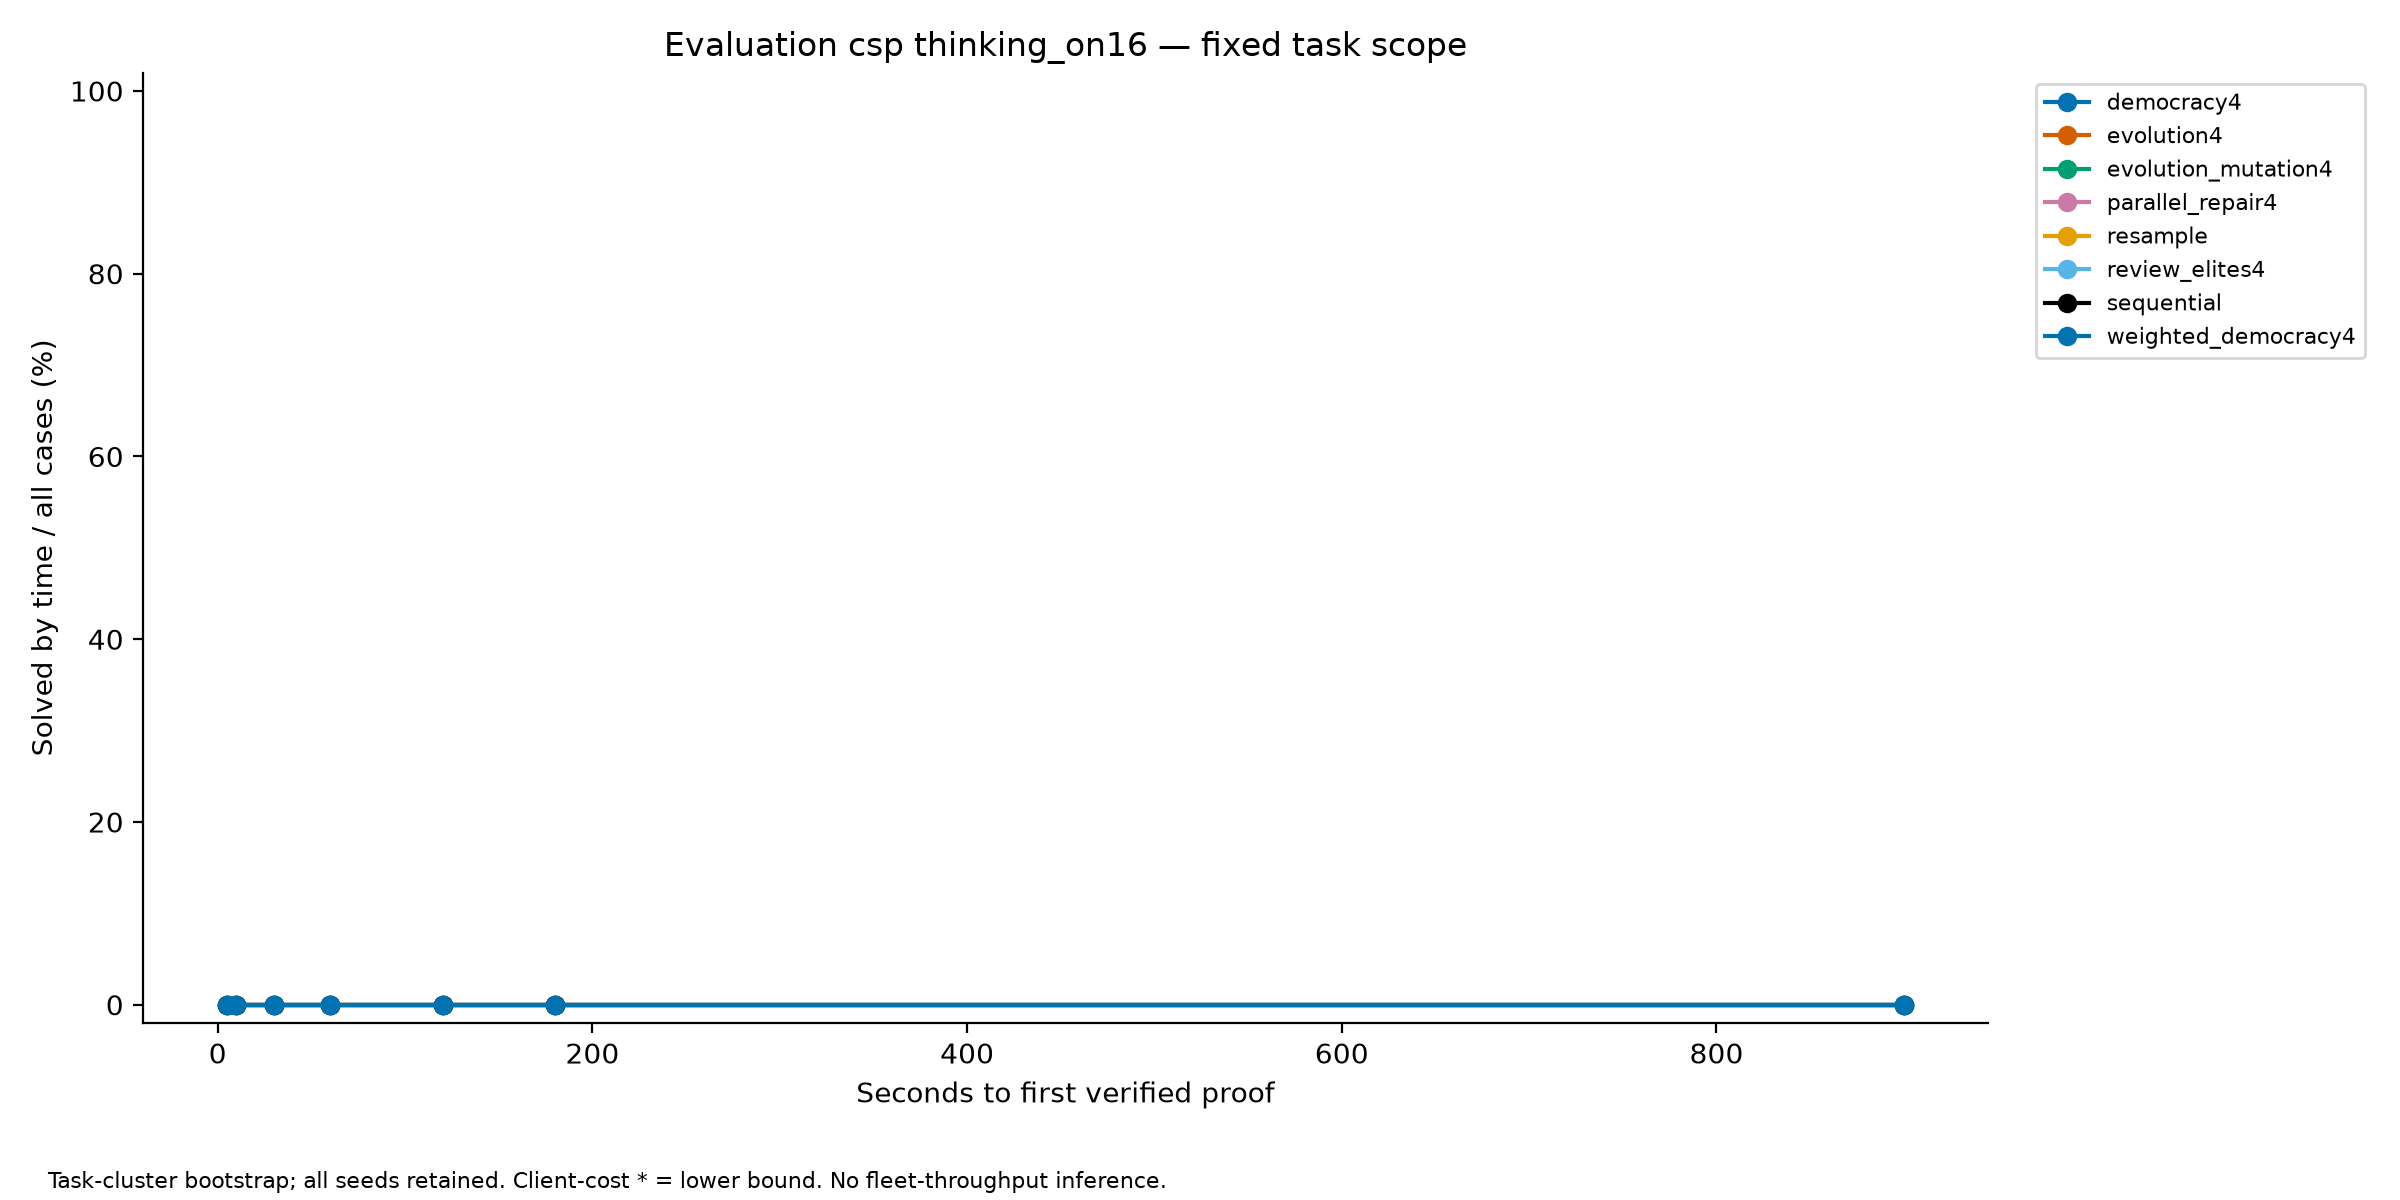 Evaluation csp thinking_on16 — fixed task scope
Solved by time / all cases (%)
100
80
60
40
20
0
0 200 400 600 800
Seconds to first verified proof
democracy4
evolution4
evolution_mutation4
parallel_repair4
resample
review_elites4
sequential
weighted_democracy4
Task-cluster bootstrap; all seeds retained. Client-cost * = lower bound. No fleet-throughput inference.